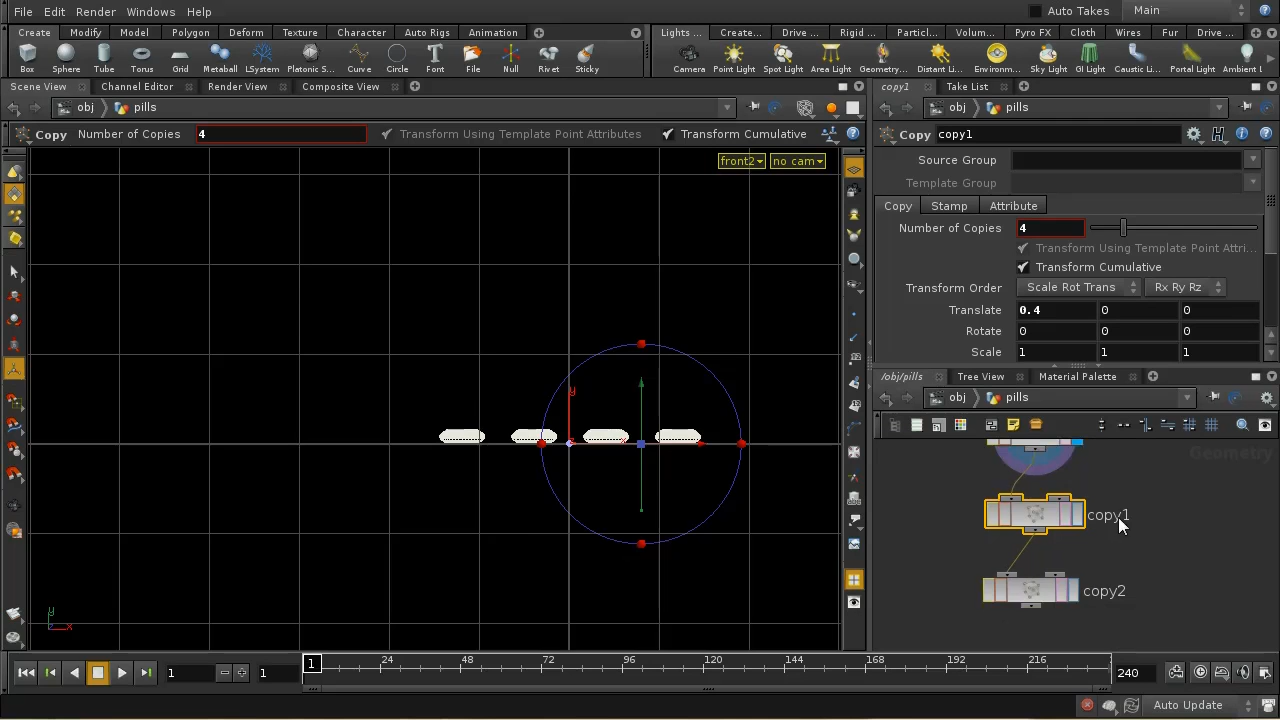 File Edit Render Windows Help Auto Takes Main
Create Modify Model Polygon Deform Texture Character Auto Rigs Animation Lights ... Create... Drive ... Rigid ... Particl... Volum... Pyro FX Cloth Wires Fur Drive ...
Box Sphere Tube Torus Grid Metaball LSystem Platonic S... Curve Circle Font File Null Rivet Sticky Camera Point Light Spot Light Area Light Geometry... Distant Li... Environm... Sky Light GI Light Caustic Li... Portal Light Ambient L
Scene View Channel Editor Render View Composite View copy1 Take List
obj pills obj pills
Copy Number of Copies 4 Transform Using Template Point Attributes Transform Cumulative Copy copy1
front2 no cam
Source Group
Template Group
Copy Stamp Attribute
Number of Copies 4
Transform Using Template Point Attri...
Transform Cumulative
Transform Order Scale Rot Trans Rx Ry Rz
Translate 0.4 0 0
Rotate 0 0 0
Scale 1 1 1
/obj/pills Tree View Material Palette
obj pills
Geometry
copy1
copy2
y
y
x
1 1 1 24 48 72 96 120 144 168 192 216 240
Auto Update